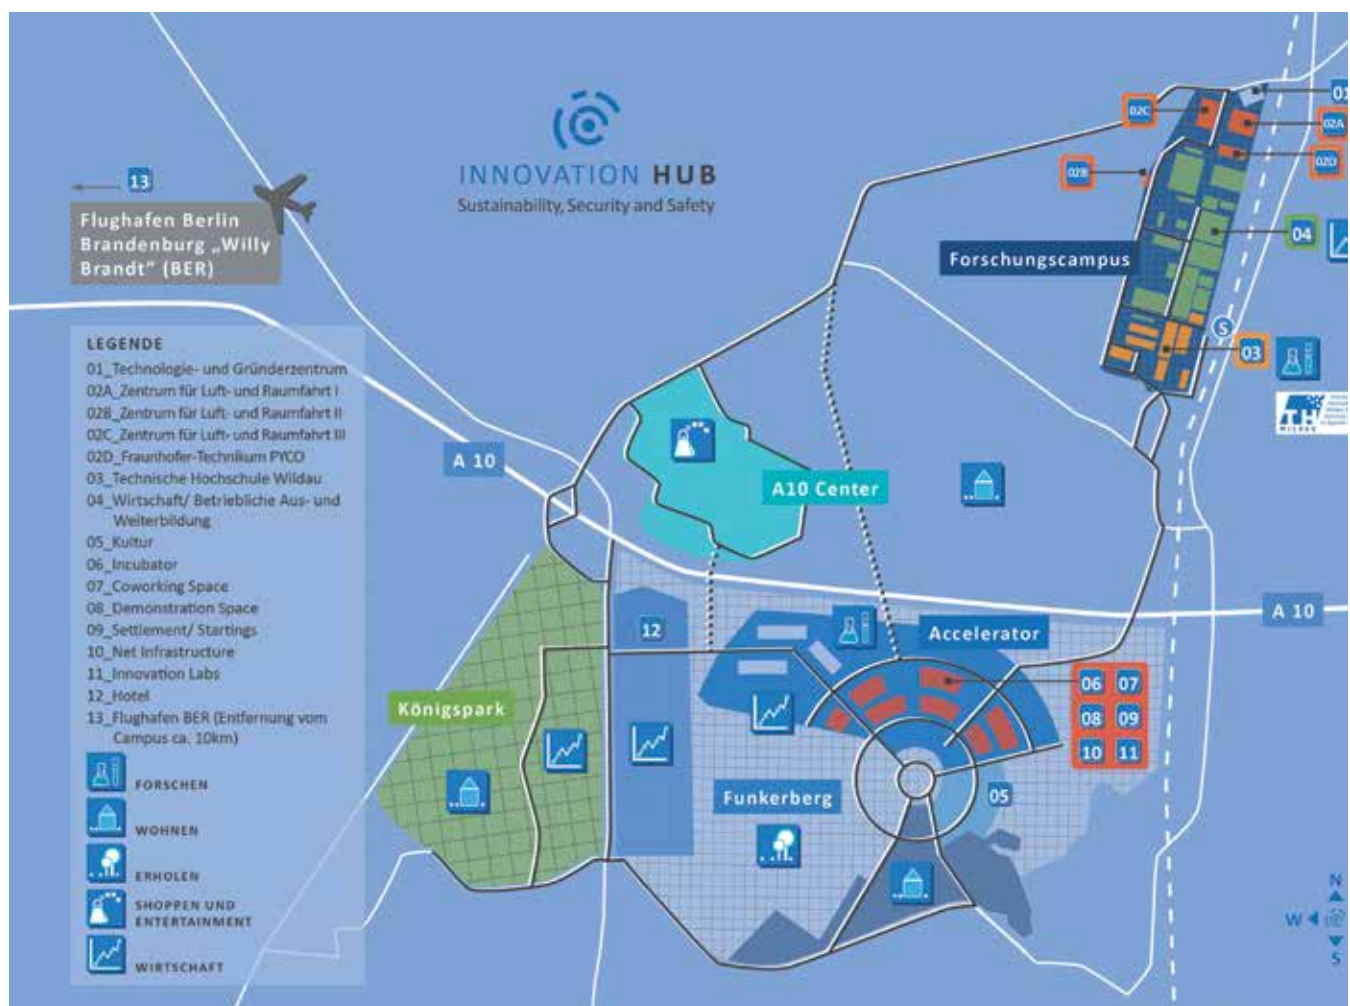 INNOVATION HUB
Sustainability, Security and Safety
13
Flughafen Berlin
Brandenburg „Willy
Brandt" (BER)
LEGENDE
01_Technologie- und Gründerzentrum
02A_Zentrum für Luft- und Raumfahrt I
02B_Zentrum für Luft- und Raumfahrt II
02C_Zentrum für Luft- und Raumfahrt III
02D_Fraunhofer-Technikum PYCO
03_Technische Hochschule Wildau
04_Wirtschaft/ Betriebliche Aus- und
Weiterbildung
05_Kultur
06_Incubator
07_Coworking Space
08_Demonstration Space
09_Settlement/ Startings
10_Net Infrastructure
11_Innovation Labs
12_Hotel
13_Flughafen BER (Entfernung vom
Campus ca. 10km)
FORSCHEN
WOHNEN
ERHOLEN
SHOPPEN UND
ENTERTAINMENT
WIRTSCHAFT
01
02C
02A
02D
02B
04
Forschungscampus
S
03
TH
WILDAU
A 10
A10 Center
A 10
12
Accelerator
Königspark
06 07
08 09
10 11
Funkerberg
05
N
W
S